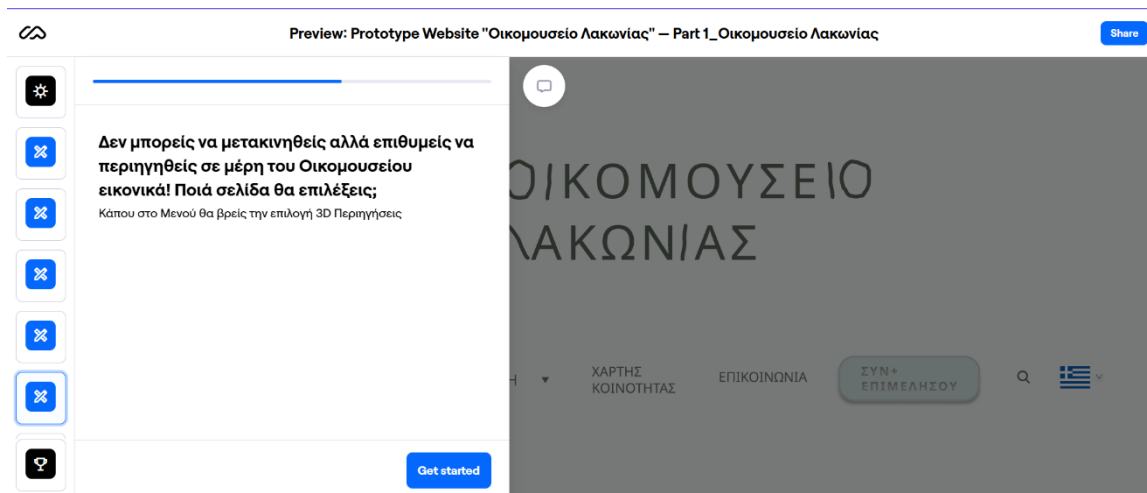 Preview: Prototype Website "Οικομουσείο Λακωνίας" — Part 1_Οικομουσείο Λακωνίας
Share
Δεν μπορείς να μετακινηθείς αλλά επιθυμείς να
περιηγηθείς σε μέρη του Οικομουσείου
εικονικά! Ποιά σελίδα θα επιλέξεις;
Κάπου στο Μενού θα βρείς την επιλογή 3D Περιηγήσεις
Get started
ΟΙΚΟΜΟΥΣΕΙΟ
ΛΑΚΩΝΙΑΣ
Η
ΧΑΡΤΗΣ
ΚΟΙΝΟΤΗΤΑΣ
ΕΠΙΚΟΙΝΩΝΙΑ
ΣΥΝ+
ΕΠΙΜΕΛΗΣΟΥ